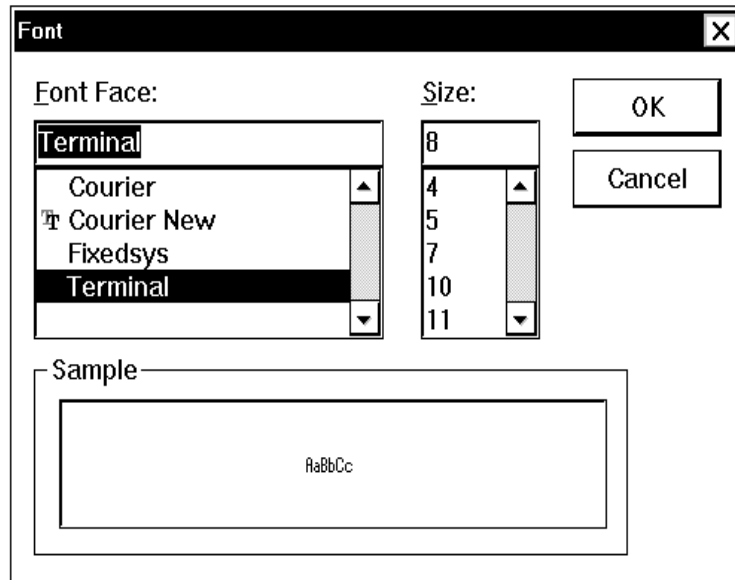 Font
Font Face:
Size:
OK
Terminal
8
Cancel
Courier
4
Courier New
5
Fixedsys
7
Terminal
10
11
Sample
AaBbCc